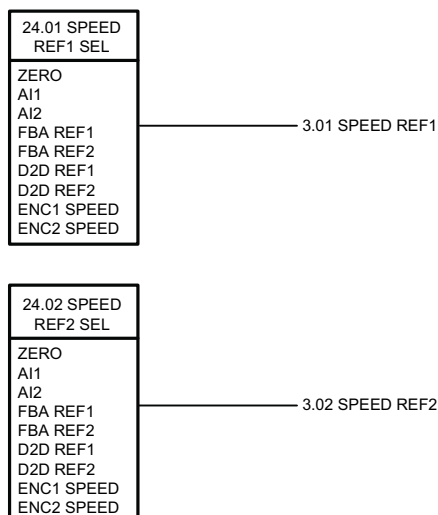 24.01 SPEED
REF1 SEL
ZERO
AI1
AI2
FBA REF1
FBA REF2
D2D REF1
D2D REF2
ENC1 SPEED
ENC2 SPEED
3.01 SPEED REF1
24.02 SPEED
REF2 SEL
ZERO
AI1
AI2
FBA REF1
FBA REF2
D2D REF1
D2D REF2
ENC1 SPEED
ENC2 SPEED
3.02 SPEED REF2